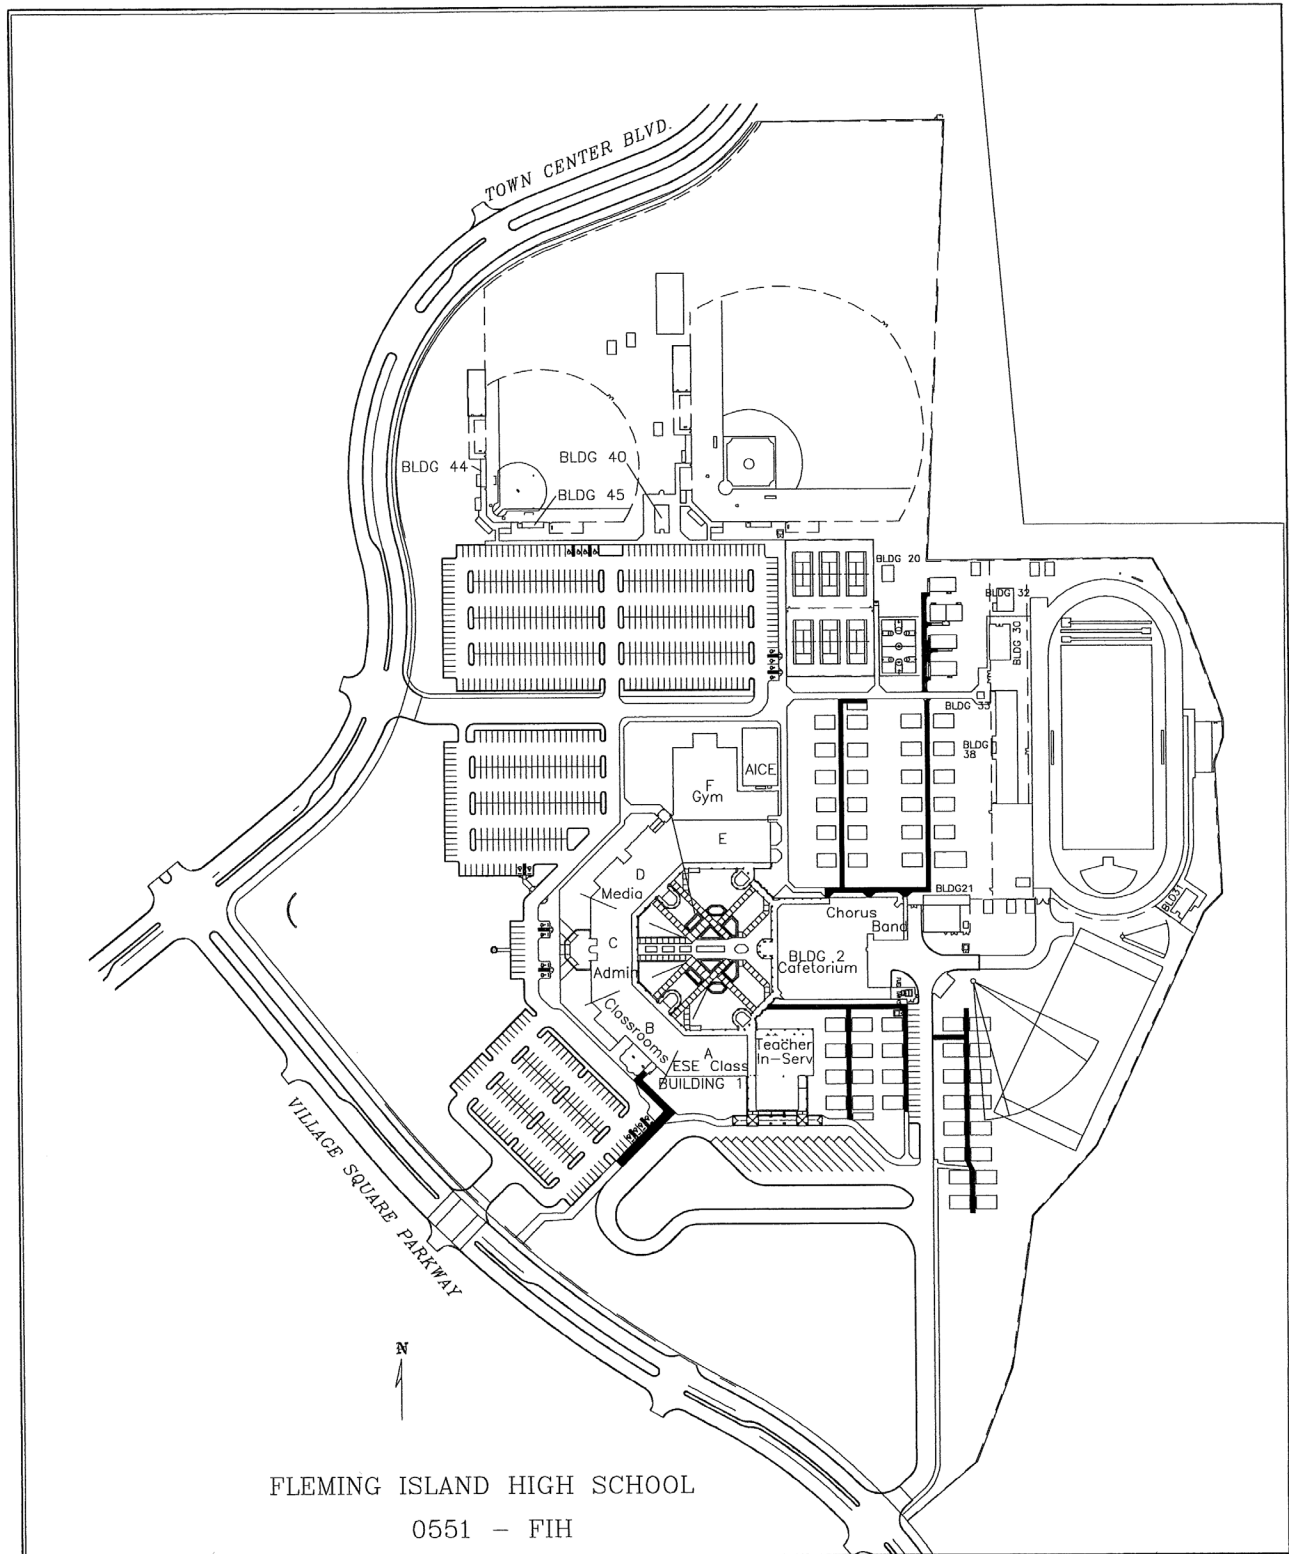 TOWN CENTER BLVD.
BLDG 44
BLDG 40
BLDG 45
BLDG 20
BLDG 32
BLDG 30
BLDG 33
BLDG
38
AICE
F
Gym
E
D
Media
BLDG21
Chorus
Band
C
BLDG 2
Cafetorium
Admin
B
Classrooms
A
ESE Class
Teacher
In-Serv
BUILDING 1
VILLAGE SQUARE PARKWAY
N
FLEMING ISLAND HIGH SCHOOL
0551 - FIH